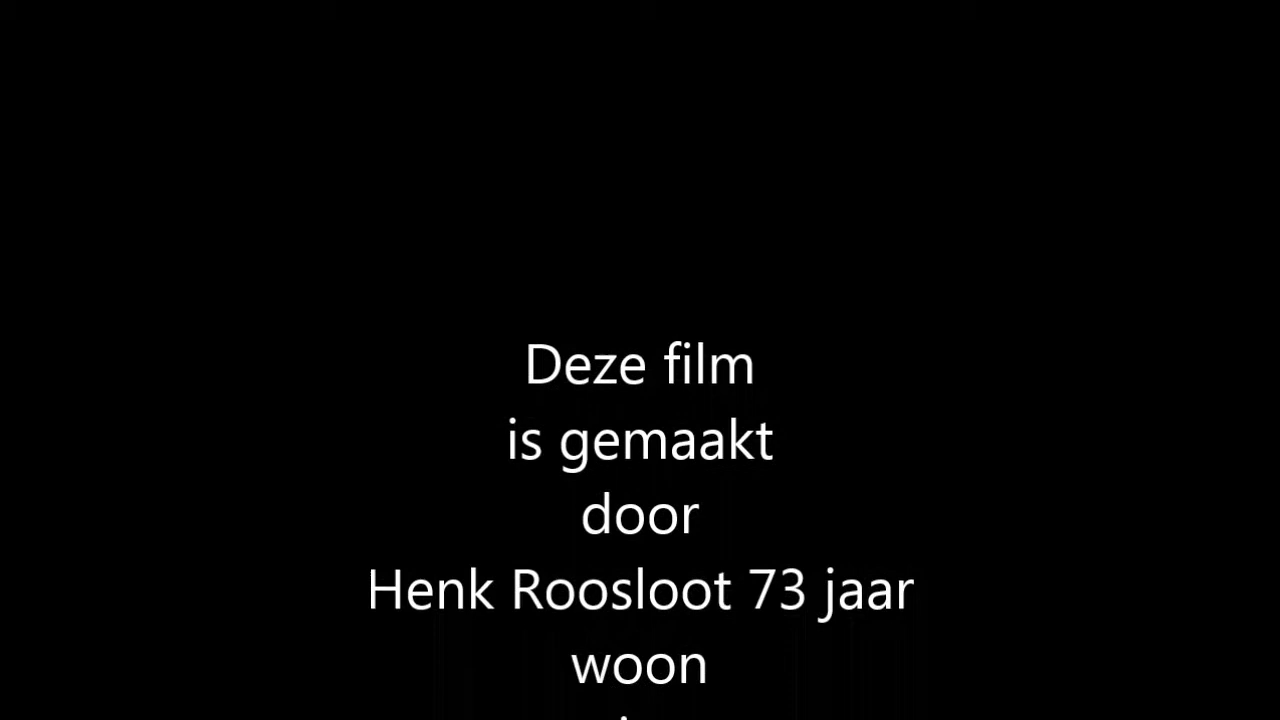 Deze film
is gemaakt
door
Henk Roosloot 73 jaar
woon